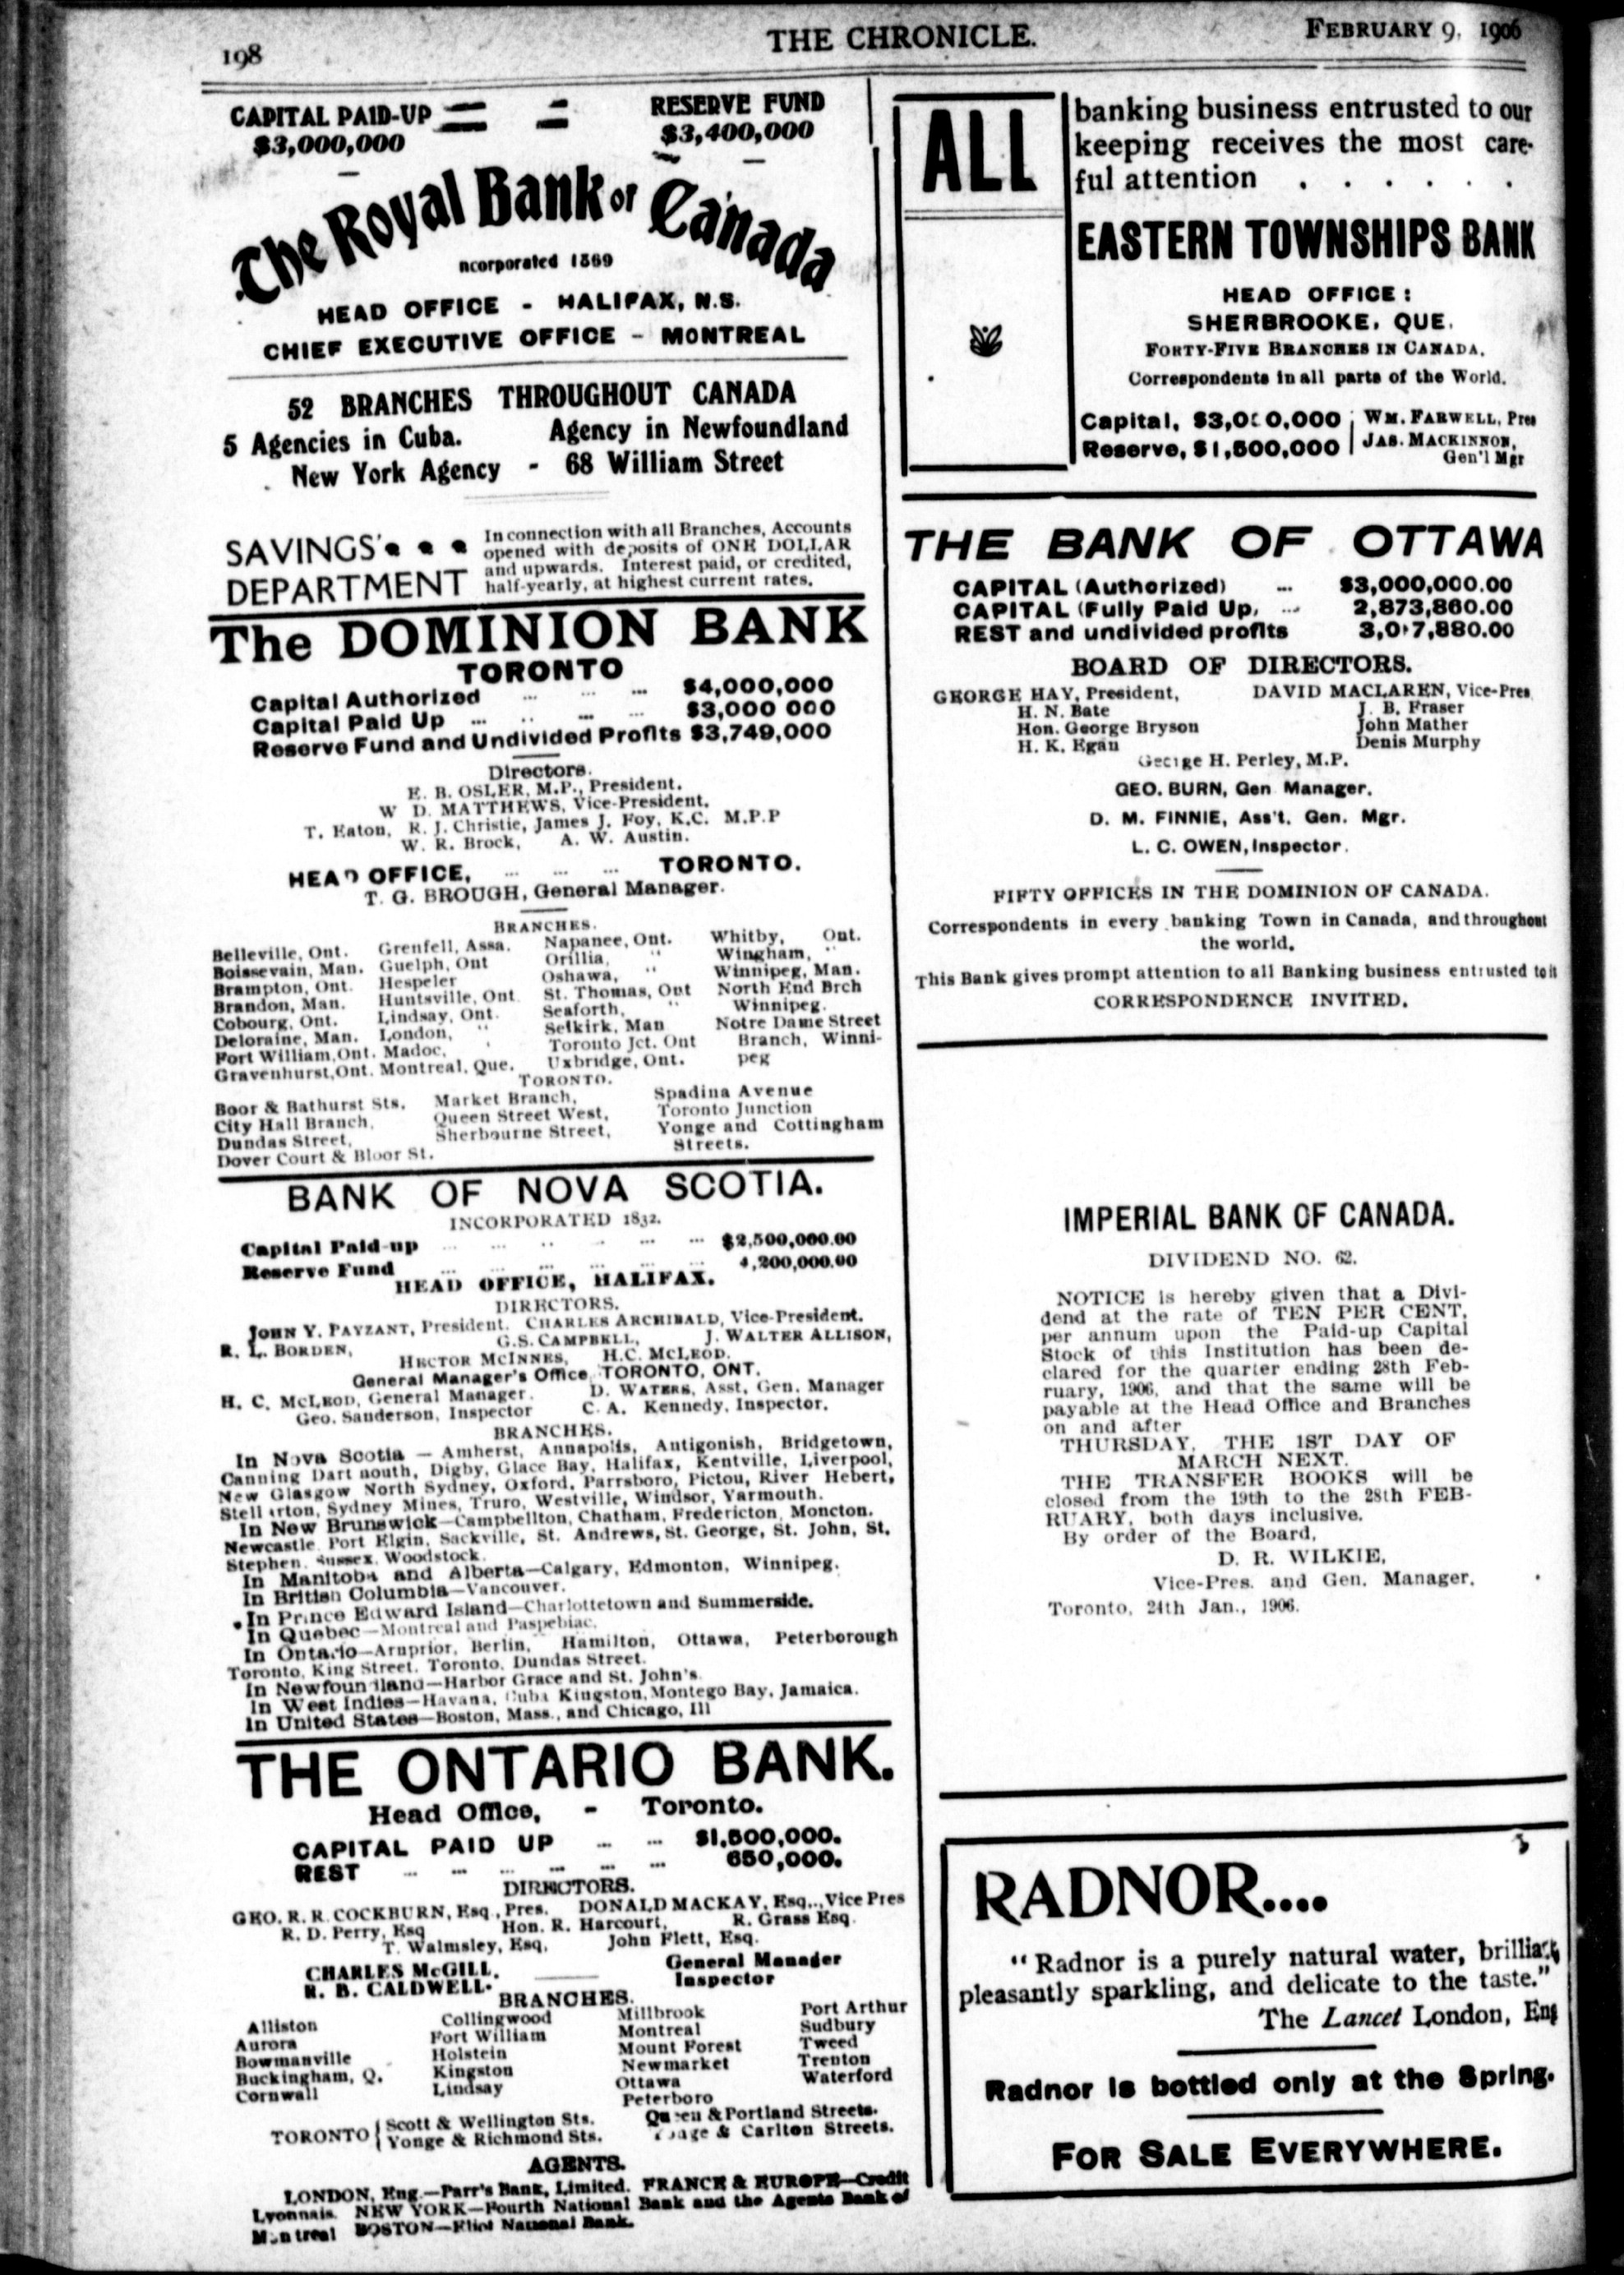 198
THE CHRONICLE.
FEBRUARY 9, 1906
CAPITAL PAID-UP
$3,000,000
RESERVE FUND
$3,400,000
The Royal Bank of Canada
ncorporated 1869
HEAD OFFICE - HALIFAX, N.S.
CHIEF EXECUTIVE OFFICE - MONTREAL
52 BRANCHES THROUGHOUT CANADA
5 Agencies in Cuba. Agency in Newfoundland
New York Agency - 68 William Street
SAVINGS
DEPARTMENT
In connection with all Branches, Accounts
opened with deposits of ONE DOLLAR
and upwards. Interest paid, or credited,
half-yearly, at highest current rates.
The DOMINION BANK
TORONTO
Capital Authorized ... ... ... $4,000,000
Capital Paid Up ... .. ... ... $3,000 000
Reserve Fund and Undivided Profits $3,749,000
Directors.
E. B. OSLER, M.P., President.
W D. MATTHEWS, Vice-President.
T. Eaton, R. J. Christie, James J. Foy, K.C. M.P.P
W. R. Brock, A. W. Austin.
HEAD OFFICE, ... ... ... TORONTO.
T. G. BROUGH, General Manager.
BRANCHES.
Belleville, Ont. Grenfell, Assa. Napanee, Ont. Whitby, Ont.
Boissevain, Man. Guelph, Ont Orillia, " Wingham, "
Brampton, Ont. Hespeler Oshawa, " Winnipeg, Man.
Brandon, Man. Huntsville, Ont. St. Thomas, Ont North End Brch
Cobourg, Ont. Lindsay, Ont. Seaforth, " Winnipeg.
Deloraine, Man. London, " Selkirk, Man Notre Dame Street
Fort William, Ont. Madoc, Toronto Jct. Ont Branch, Winni-
Gravenhurst, Ont. Montreal, Que. Uxbridge, Ont. peg
TORONTO.
Boor & Bathurst Sts. Market Branch, Spadina Avenue
City Hall Branch, Queen Street West, Toronto Junction
Dundas Street, Sherbourne Street, Yonge and Cottingham
Dover Court & Bloor St. Streets.
BANK OF NOVA SCOTIA.
INCORPORATED 1832.
Capital Paid-up ... ... .. ... ... $2,500,000.00
Reserve Fund ... ... ... ... 4,200,000.00
HEAD OFFICE, HALIFAX.
DIRECTORS.
JOHN Y. PAYZANT, President. CHARLES ARCHIBALD, Vice-President.
R. L. BORDEN, G.S. CAMPBELL, J. WALTER ALLISON,
HECTOR MCINNES, H.C. MCLEOD.
General Manager's Office, TORONTO, ONT.
H. C. MCLEOD, General Manager. D. WATERS, Asst. Gen. Manager
Geo. Sanderson, Inspector C. A. Kennedy, Inspector.
BRANCHES.
In Nova Scotia — Amherst, Annapolis, Antigonish, Bridgetown,
Canning Dart outh, Digby, Glace Bay, Halifax, Kentville, Liverpool,
New Glasgow North Sydney, Oxford, Parrsboro, Pictou, River Hebert,
Stell rton, Sydney Mines, Truro, Westville, Windsor, Yarmouth.
In New Brunswick—Campbellton, Chatham, Fredericton, Moncton.
Newcastle Port Elgin, Sackville, St. Andrews, St. George, St. John, St.
Stephen, Sussex, Woodstock.
In Manitoba and Alberta—Calgary, Edmonton, Winnipeg.
In British Columbia—Vancouver.
In Prince Edward Island—Charlottetown and Summerside.
In Quebec—Montreal and Paspebiac.
In Ontario—Arnprior, Berlin, Hamilton, Ottawa, Peterborough
Toronto, King Street, Toronto, Dundas Street.
In Newfoundland—Harbor Grace and St. John's
In West Indies—Havana, Cuba Kingston, Montego Bay, Jamaica.
In United States—Boston, Mass., and Chicago, Ill
THE ONTARIO BANK.
Head Office, - Toronto.
CAPITAL PAID UP ... ... $1,500,000.
REST ... ... ... ... ... ... 650,000.
DIRECTORS.
GEO. R. R. COCKBURN, Esq., Pres. DONALD MACKAY, Esq., Vice Pres
R. D. Perry, Esq Hon. R. Harcourt, R. Grass Esq.
T. Walmsley, Esq, John Flett, Esq.
CHARLES McGILL, General Manager
R. B. CALDWELL. Inspector
BRANCHES.
Alliston Collingwood Millbrook Port Arthur
Aurora Fort William Montreal Sudbury
Bowmanville Holstein Mount Forest Tweed
Buckingham, Q. Kingston Newmarket Trenton
Cornwall Lindsay Ottawa Waterford
Peterboro
TORONTO { Scott & Wellington Sts. Queen & Portland Streets.
Yonge & Richmond Sts. Yonge & Carlton Streets.
AGENTS.
LONDON, Eng.—Parr's Bank, Limited. FRANCE & EUROPE—Credit
Lyonnais. NEW YORK—Fourth National Bank and the Agents Bank of
Montreal BOSTON—Eliot National Bank.
ALL
banking business entrusted to our
keeping receives the most care-
ful attention . . . . . .
EASTERN TOWNSHIPS BANK
HEAD OFFICE:
SHERBROOKE, QUE.
FORTY-FIVE BRANCHES IN CANADA.
Correspondents in all parts of the World.
Capital, $3,000,000 WM. FARWELL, Pres
Reserve, $1,500,000 JAS. MACKINNON,
Gen'l Mgr
THE BANK OF OTTAWA
CAPITAL (Authorized) ... $3,000,000.00
CAPITAL (Fully Paid Up, ... 2,873,860.00
REST and undivided profits
BOARD OF DIRECTORS.
GEORGE HAY, President, DAVID MACLAREN, Vice-Pres.
H. N. Bate J. B. Fraser
Hon. George Bryson John Mather
H. K. Egan Denis Murphy
George H. Perley, M.P.
GEO. BURN, Gen Manager.
D. M. FINNIE, Ass't. Gen. Mgr.
L. C. OWEN, Inspector.
FIFTY OFFICES IN THE DOMINION OF CANADA.
Correspondents in every banking Town in Canada, and throughout
the world.
This Bank gives prompt attention to all Banking business entrusted to it
CORRESPONDENCE INVITED.
IMPERIAL BANK OF CANADA.
DIVIDEND NO. 62.
NOTICE is hereby given that a Divi-
dend at the rate of TEN PER CENT,
per annum upon the Paid-up Capital
Stock of this Institution has been de-
clared for the quarter ending 28th Feb-
ruary, 1906, and that the same will be
payable at the Head Office and Branches
on and after
THURSDAY, THE 1ST DAY OF
MARCH NEXT.
THE TRANSFER BOOKS will be
closed from the 19th to the 28th FEB-
RUARY, both days inclusive.
By order of the Board,
D. R. WILKIE,
Vice-Pres. and Gen. Manager.
Toronto, 24th Jan., 1906.
RADNOR....
"Radnor is a purely natural water, brilliant,
pleasantly sparkling, and delicate to the taste."
The Lancet London, Eng
Radnor is bottled only at the Spring.
FOR SALE EVERYWHERE.